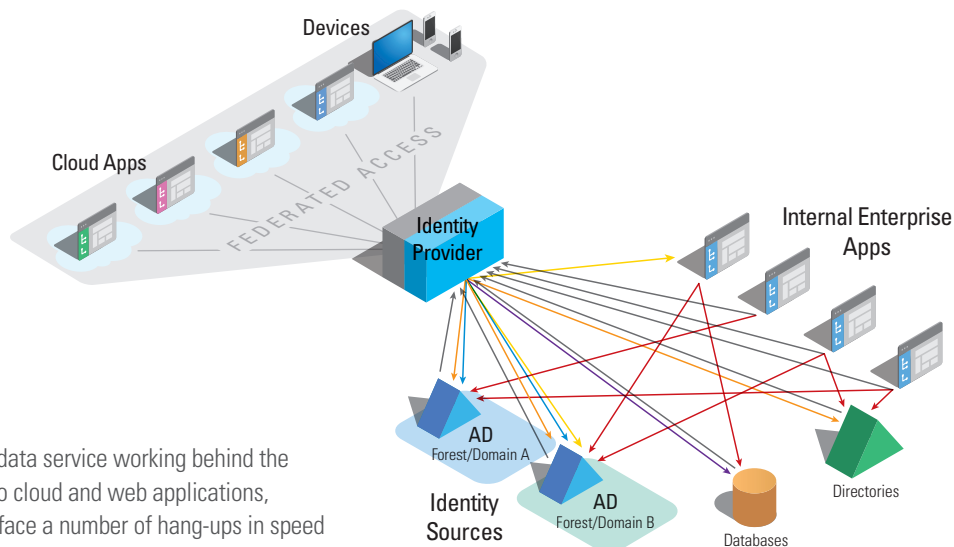 Devices
Cloud Apps
FEDERATED ACCESS
Identity
Provider
Internal Enterprise
Apps
AD
Forest/Domain A
AD
Forest/Domain B
Identity
Sources
Databases
Directories
data service working behind the
o cloud and web applications,
face a number of hang-ups in speed